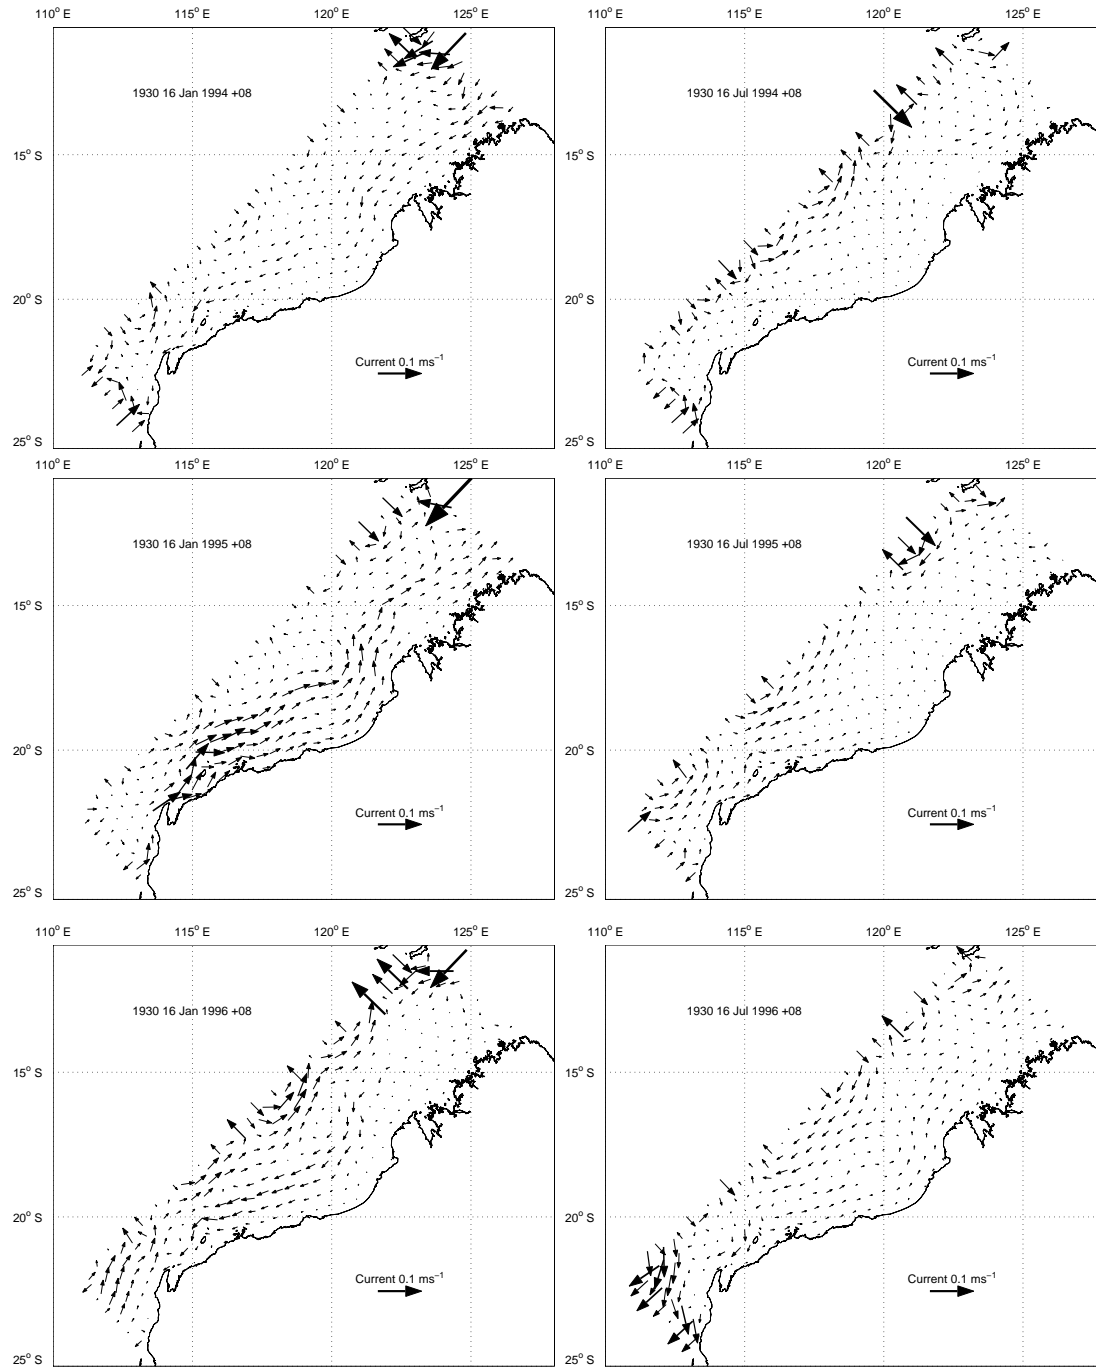 110° E 115° E 120° E 125° E
1930 16 Jan 1994 +08
15° S
20° S
Current 0.1 ms⁻¹
25° S
110° E 115° E 120° E 125° E
1930 16 Jul 1994 +08
15° S
20° S
Current 0.1 ms⁻¹
25° S
110° E 115° E 120° E 125° E
1930 16 Jan 1995 +08
15° S
20° S
Current 0.1 ms⁻¹
25° S
110° E 115° E 120° E 125° E
1930 16 Jul 1995 +08
15° S
20° S
Current 0.1 ms⁻¹
25° S
110° E 115° E 120° E 125° E
1930 16 Jan 1996 +08
15° S
20° S
Current 0.1 ms⁻¹
25° S
110° E 115° E 120° E 125° E
1930 16 Jul 1996 +08
15° S
20° S
Current 0.1 ms⁻¹
25° S